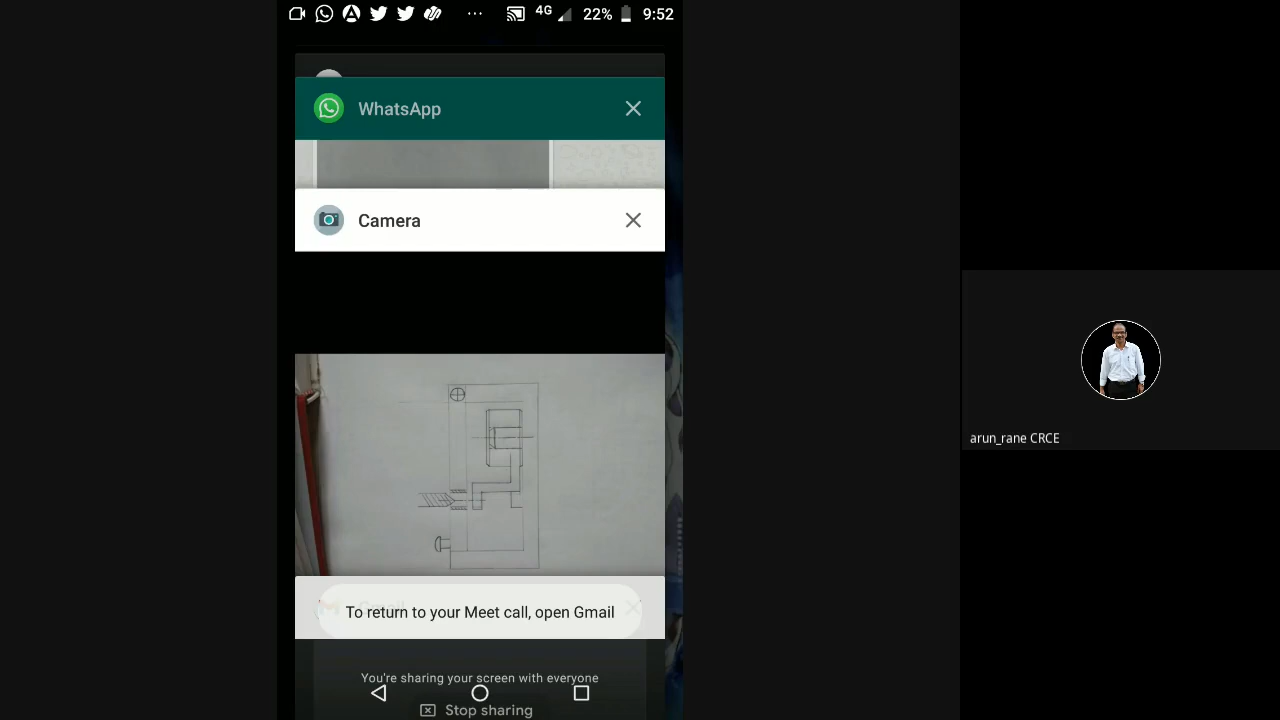 4G 22% 9:52
WhatsApp
Camera
To return to your Meet call, open Gmail
You're sharing your screen with everyone
Stop sharing
arun_rane CRCE